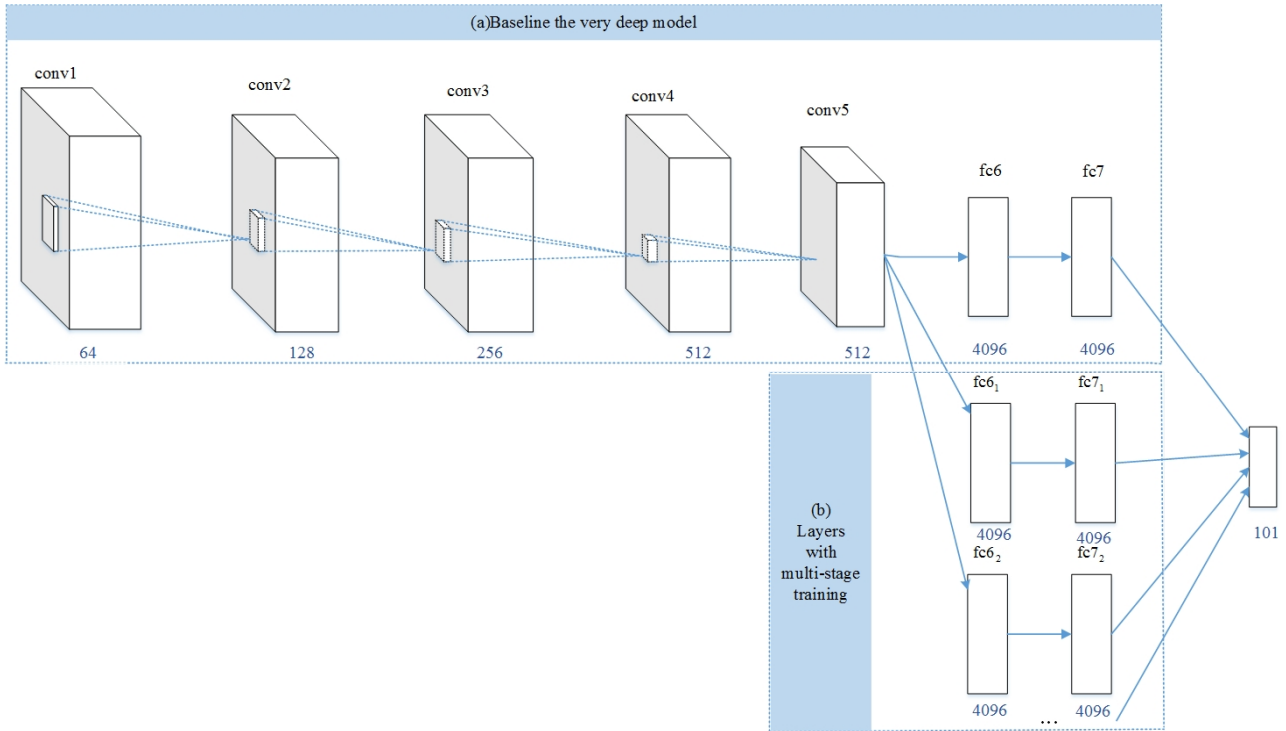 (a)Baseline the very deep model
conv1
conv2
conv3
conv4
conv5
fc6
fc7
64
128
256
512
512
4096
4096
fc6₁
fc7₁
(b)
Layers
with
multi-stage
training
4096
4096
101
fc6₂
fc7₂
4096
4096
...